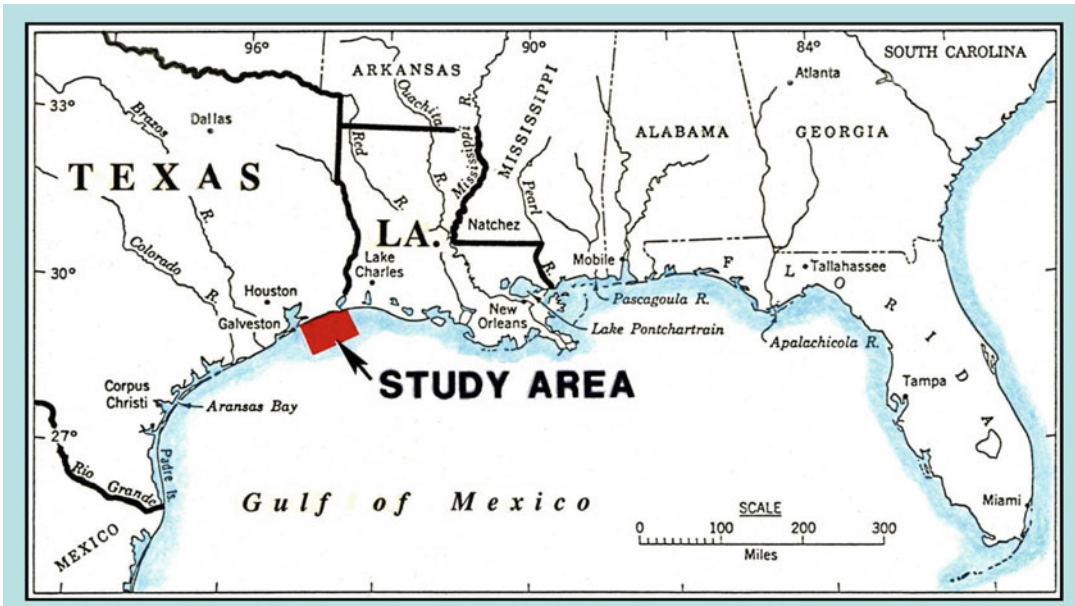 96°
90°
84°
SOUTH CAROLINA
ARKANSAS
Atlanta
33°
Brazos
R.
Dallas
Ouachita
R.
Mississippi
R.
MISSISSIPPI
ALABAMA
GEORGIA
Red
R.
TEXAS
Pearl
R.
Natchez
LA.
Colorado
R.
30°
Lake
Charles
Mobile
FLORIDA
Tallahassee
Houston
Pascagoula R.
Galveston
New
Orleans
Lake Pontchartrain
Apalachicola R.
STUDY AREA
Corpus
Christi
Aransas Bay
Tampa
27°
Padre Is.
Rio Grande
Gulf of Mexico
Miami
SCALE
0 100 200 300
Miles
MEXICO